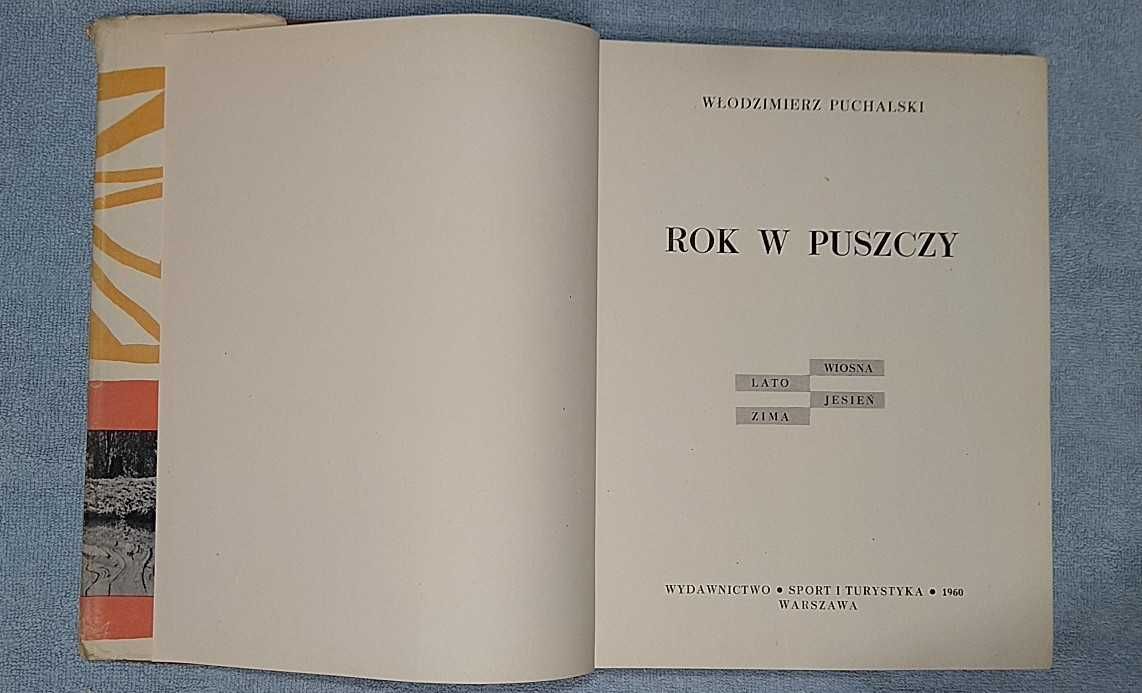 WŁODZIMIERZ PUCHALSKI
ROK W PUSZCZY
WIOSNA
LATO
JESIEŃ
ZIMA
WYDAWNICTWO • SPORT I TURYSTYKA • 1960
WARSZAWA